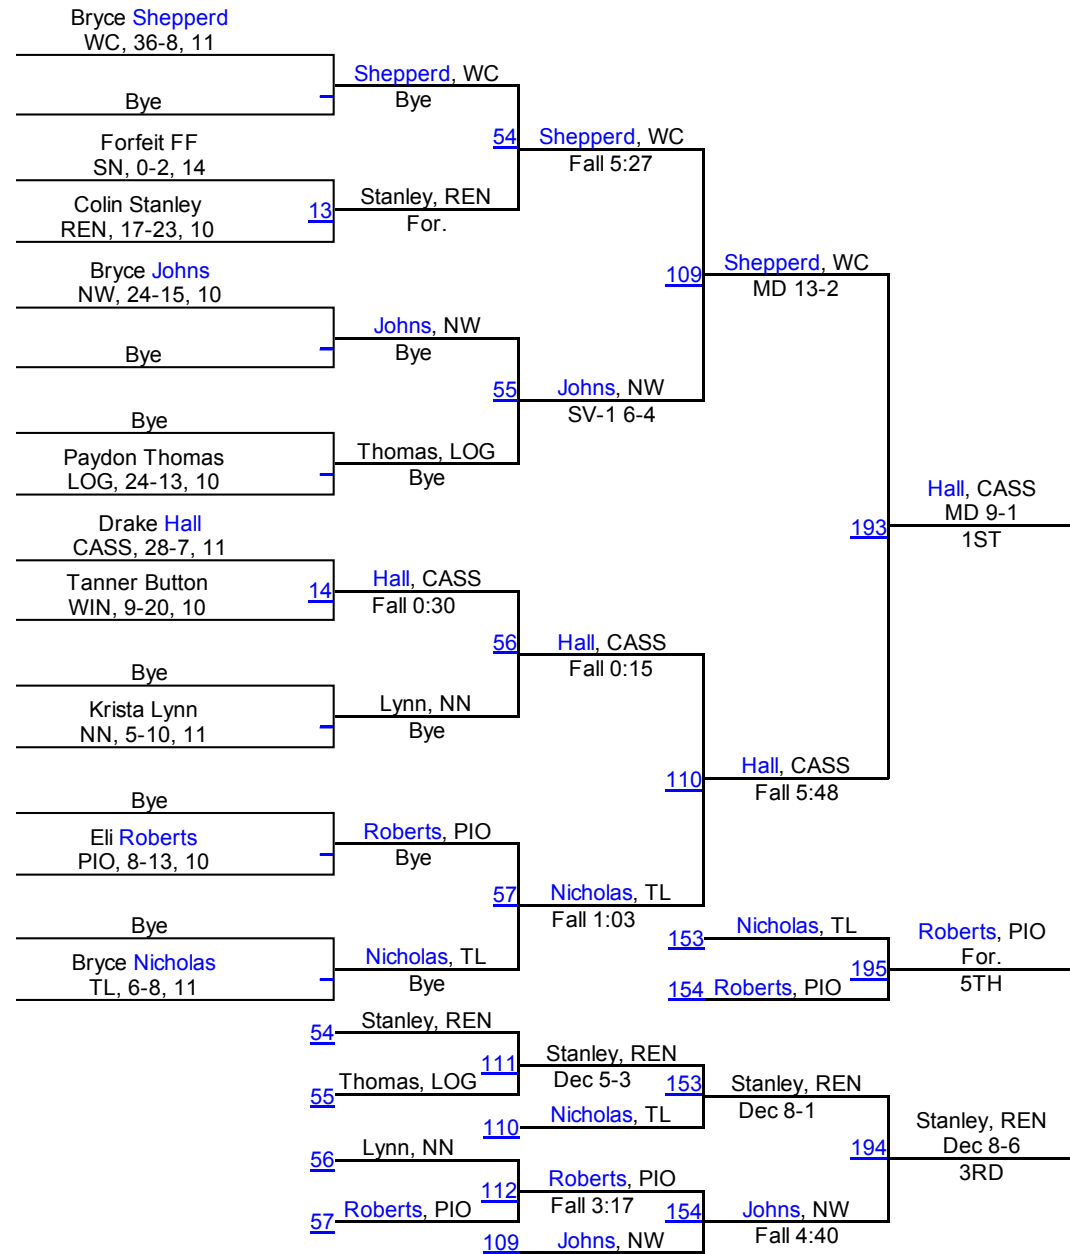 Bryce Shepperd
WC, 36-8, 11
Bye
Shepperd, WC
Bye
Forfeit FF
SN, 0-2, 14
Colin Stanley
REN, 17-23, 10
13
Stanley, REN
For.
54
Shepperd, WC
Fall 5:27
Bryce Johns
NW, 24-15, 10
Bye
Johns, NW
Bye
Bye
Paydon Thomas
LOG, 24-13, 10
Thomas, LOG
Bye
55
Johns, NW
SV-1 6-4
109
Shepperd, WC
MD 13-2
Drake Hall
CASS, 28-7, 11
Tanner Button
WIN, 9-20, 10
14
Hall, CASS
Fall 0:30
Bye
Krista Lynn
NN, 5-10, 11
Lynn, NN
Bye
56
Hall, CASS
Fall 0:15
Bye
Eli Roberts
PIO, 8-13, 10
Roberts, PIO
Bye
Bye
Bryce Nicholas
TL, 6-8, 11
Nicholas, TL
Bye
57
Nicholas, TL
Fall 1:03
110
Hall, CASS
Fall 5:48
193
Hall, CASS
MD 9-1
1ST
153
Nicholas, TL
154
Roberts, PIO
195
Roberts, PIO
For.
5TH
54
Stanley, REN
55
Thomas, LOG
111
Stanley, REN
Dec 5-3
110
Nicholas, TL
153
Stanley, REN
Dec 8-1
56
Lynn, NN
57
Roberts, PIO
112
Roberts, PIO
Fall 3:17
109
Johns, NW
154
Johns, NW
Fall 4:40
194
Stanley, REN
Dec 8-6
3RD